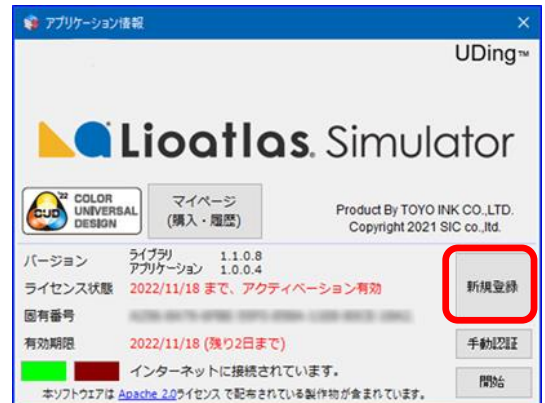 アプリケーション情報
UDing™
Lioatlas. Simulator
CUD '22 COLOR UNIVERSAL DESIGN
マイページ
(購入・履歴)
Product By TOYO INK CO.,LTD.
Copyright 2021 SIC co.,ltd.
バージョン
ライブラリ 1.1.0.8
アプリケーション 1.0.0.4
ライセンス状態 2022/11/18 まで、アクティベーション有効
新規登録
固有番号
有効期限 2022/11/18 (残り2日まで)
手動認証
インターネットに接続されています。
開始
本ソフトウエアは Apache 2.0ライセンス で配布されている製作物が含まれています。